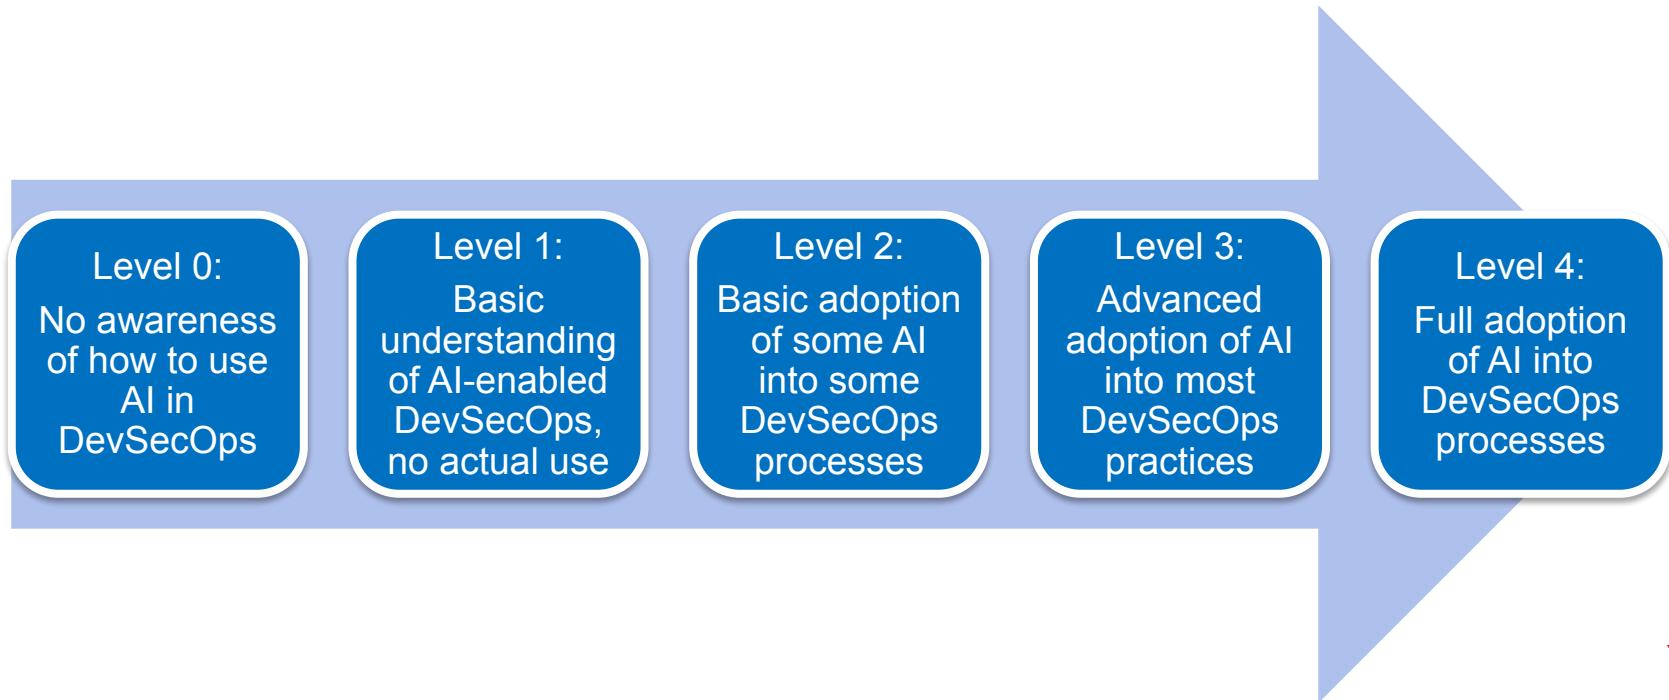 Level 0:
No awareness
of how to use
AI in
DevSecOps
Level 1:
Basic
understanding
of AI-enabled
DevSecOps,
no actual use
Level 2:
Basic adoption
of some AI
into some
DevSecOps
processes
Level 3:
Advanced
adoption of AI
into most
DevSecOps
practices
Level 4:
Full adoption
of AI into
DevSecOps
processes